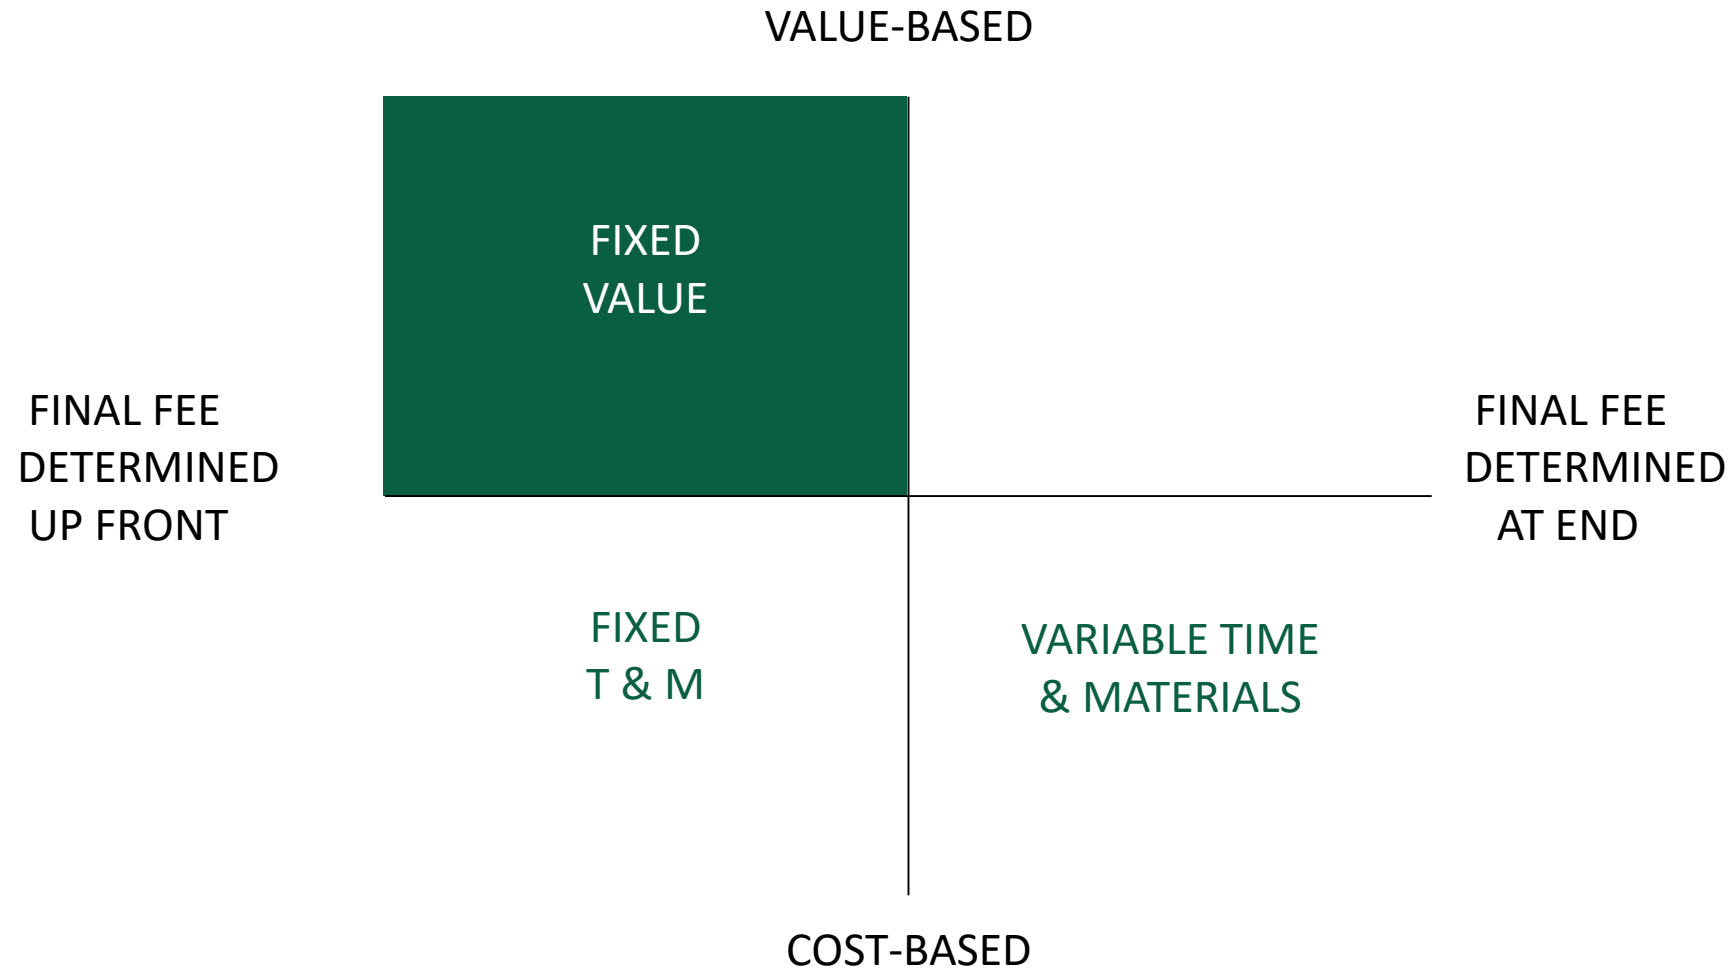 VALUE-BASED
FIXED
VALUE
FINAL FEE
DETERMINED
UP FRONT
FINAL FEE
DETERMINED
AT END
FIXED
T & M
VARIABLE TIME
& MATERIALS
COST-BASED